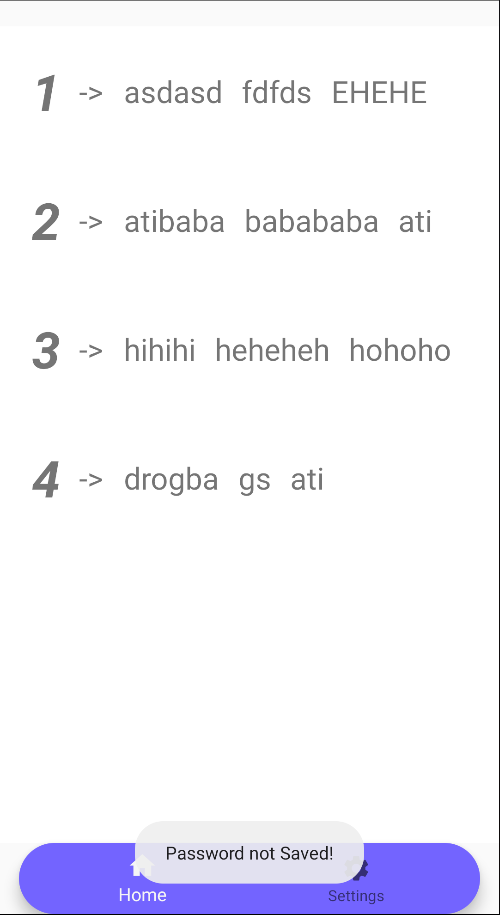 1 -> asdasd fdfds EHEHE
2 -> atibaba babababa ati
3 -> hihihi heheheh hohoho
4 -> drogba gs ati
Password not Saved!
Home Settings